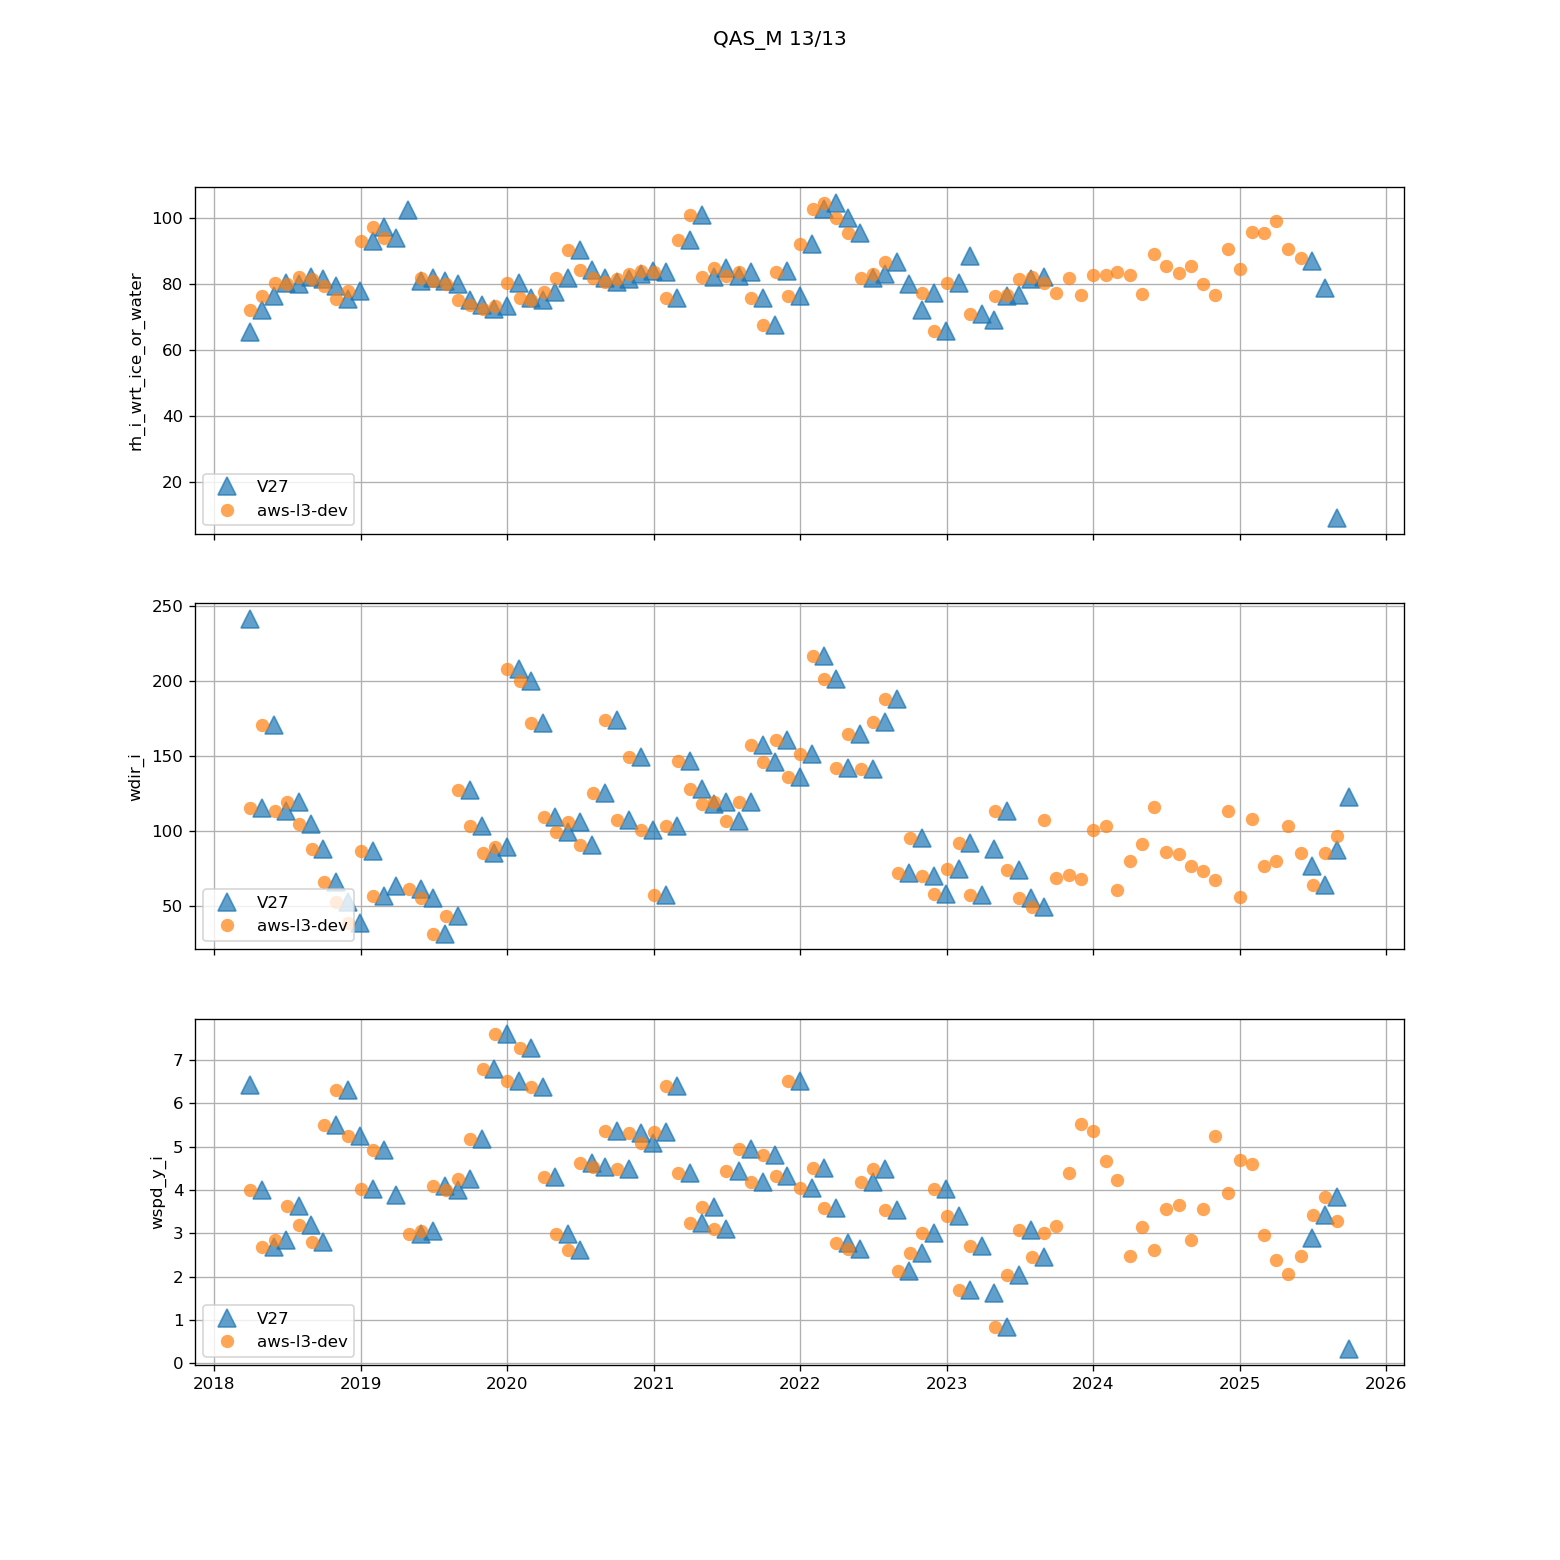 QAS_M 13/13
rh_i_wrt_ice_or_water
100
80
60
40
20
V27
aws-l3-dev
wdir_i
250
200
150
100
50
V27
aws-l3-dev
wspd_y_i
7
6
5
4
3
2
1
0
V27
aws-l3-dev
2018 2019 2020 2021 2022 2023 2024 2025 2026